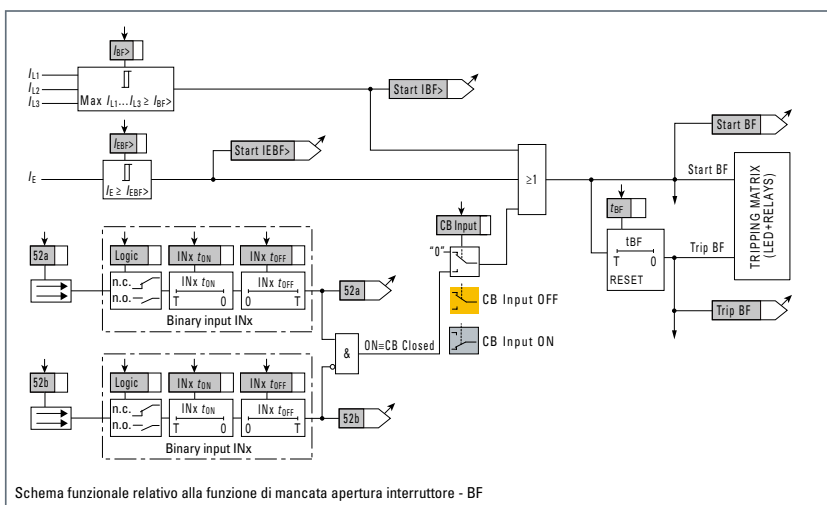 IBF>
IL1
IL2
IL3
Max IL1...IL3 ≥ IBF>
Start IBF>
IEBF>
Start IEBF>
IE
IE ≥ IEBF>
≥1
Start BF
Start BF
tBF
tBF
T 0
RESET
Trip BF
TRIPPING MATRIX
(LED+RELAYS)
Trip BF
CB Input
"0"
CB Input OFF
CB Input ON
52a
Logic
INx tON
INx tOFF
n.c.
n.o.
T 0
0 T
52a
Binary input INx
&
ON≡CB Closed
52b
Logic
INx tON
INx tOFF
n.c.
n.o.
INx tON
T 0
INx tOFF
0 T
52b
Binary input INx
Schema funzionale relativo alla funzione di mancata apertura interruttore - BF